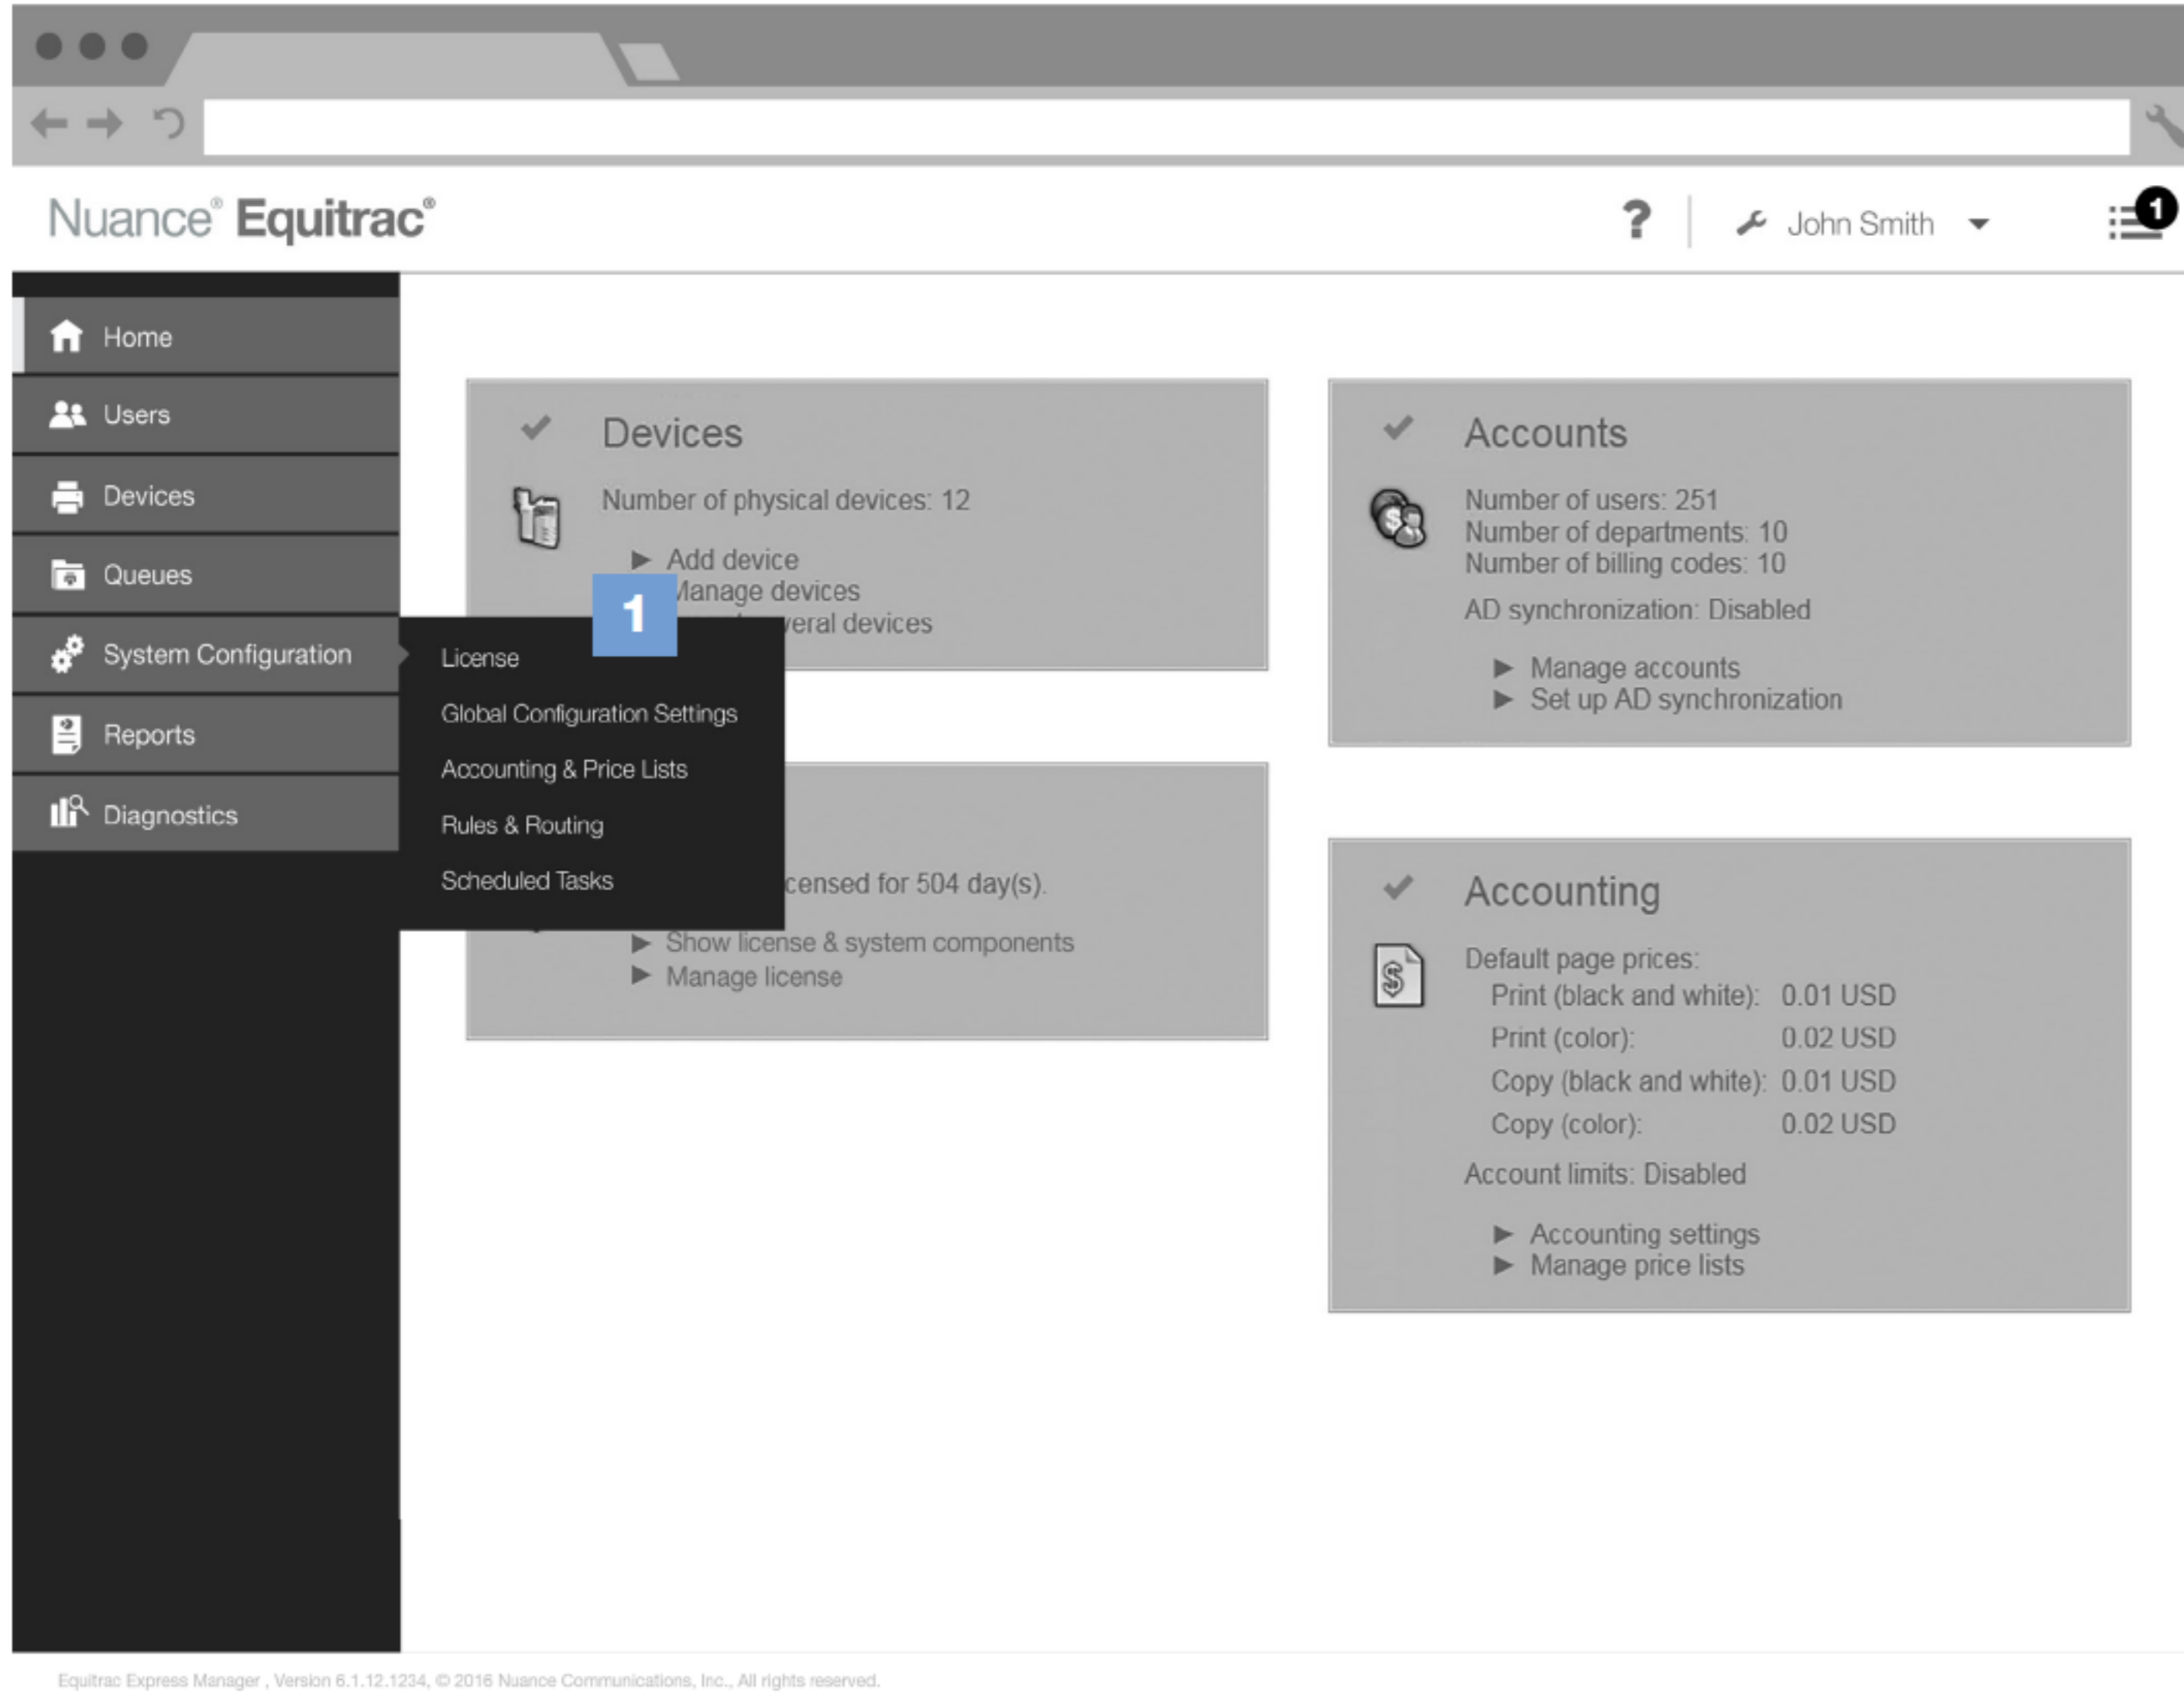 Nuance® Equitrac®
? John Smith 1
Home
Users
Devices
Queues
System Configuration
Reports
Diagnostics
1
License
Global Configuration Settings
Accounting & Price Lists
Rules & Routing
Scheduled Tasks
Devices
Number of physical devices: 12
Add device
Manage devices
devices
for 504 day(s).
Show license & system components
Manage license
Accounts
Number of users: 251
Number of departments: 10
Number of billing codes: 10
AD synchronization: Disabled
Manage accounts
Set up AD synchronization
Accounting
Default page prices:
Print (black and white): 0.01 USD
Print (color): 0.02 USD
Copy (black and white): 0.01 USD
Copy (color): 0.02 USD
Account limits: Disabled
Accounting settings
Manage price lists
Equitrac Express Manager , Version 6.1.12.1234, © 2016 Nuance Communications, Inc., All rights reserved.